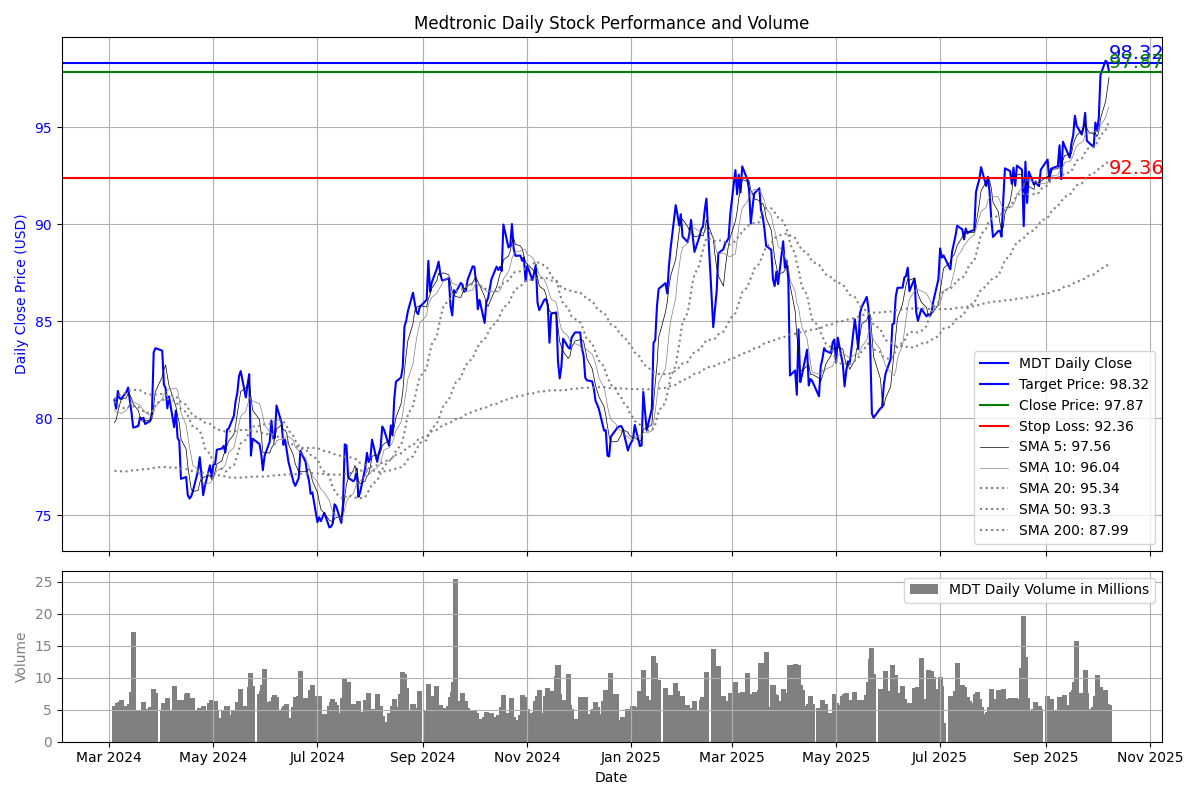 Medtronic Daily Stock Performance and Volume
98.32
97.87
92.36
Daily Close Price (USD)
95
90
85
80
75
MDT Daily Close
Target Price: 98.32
Close Price: 97.87
Stop Loss: 92.36
SMA 5: 97.56
SMA 10: 96.04
SMA 20: 95.34
SMA 50: 93.3
SMA 200: 87.99
Volume
25
20
15
10
5
0
MDT Daily Volume in Millions
Mar 2024
May 2024
Jul 2024
Sep 2024
Nov 2024
Jan 2025
Mar 2025
May 2025
Jul 2025
Sep 2025
Nov 2025
Date